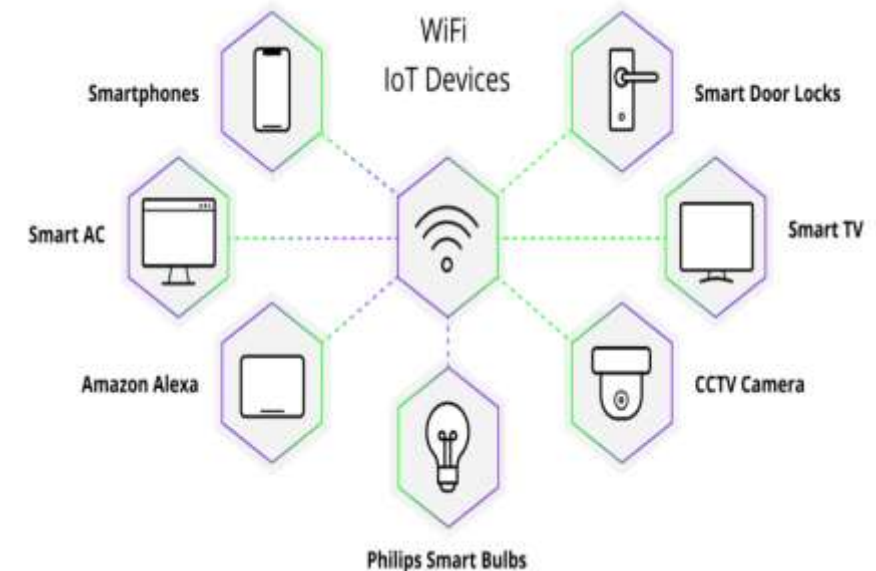 WiFi
IoT Devices
Smartphones
Smart Door Locks
Smart AC
Smart TV
Amazon Alexa
CCTV Camera
Philips Smart Bulbs